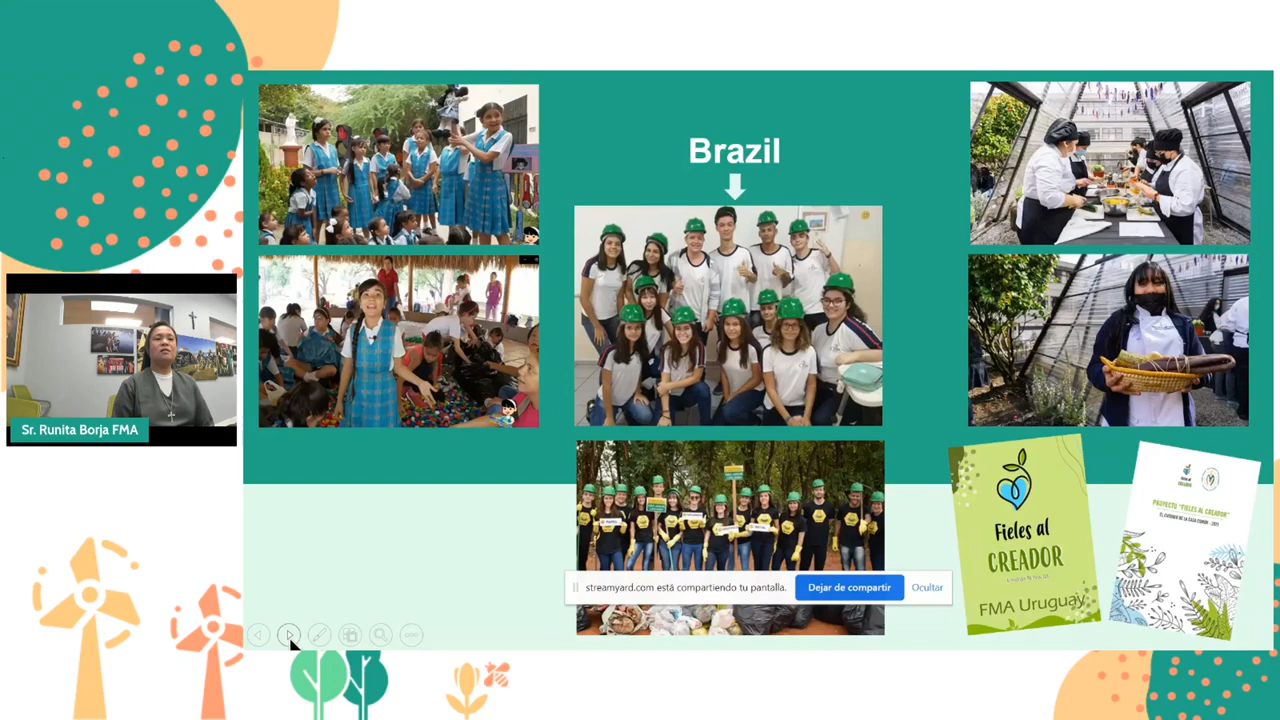 Brazil
Sr. Runita Borja FMA
Fieles al
CREADOR
FMA Uruguay
PROYECTO "FIELES AL CREADOR"
streamyard.com está compartiendo tu pantalla.
Dejar de compartir
Ocultar